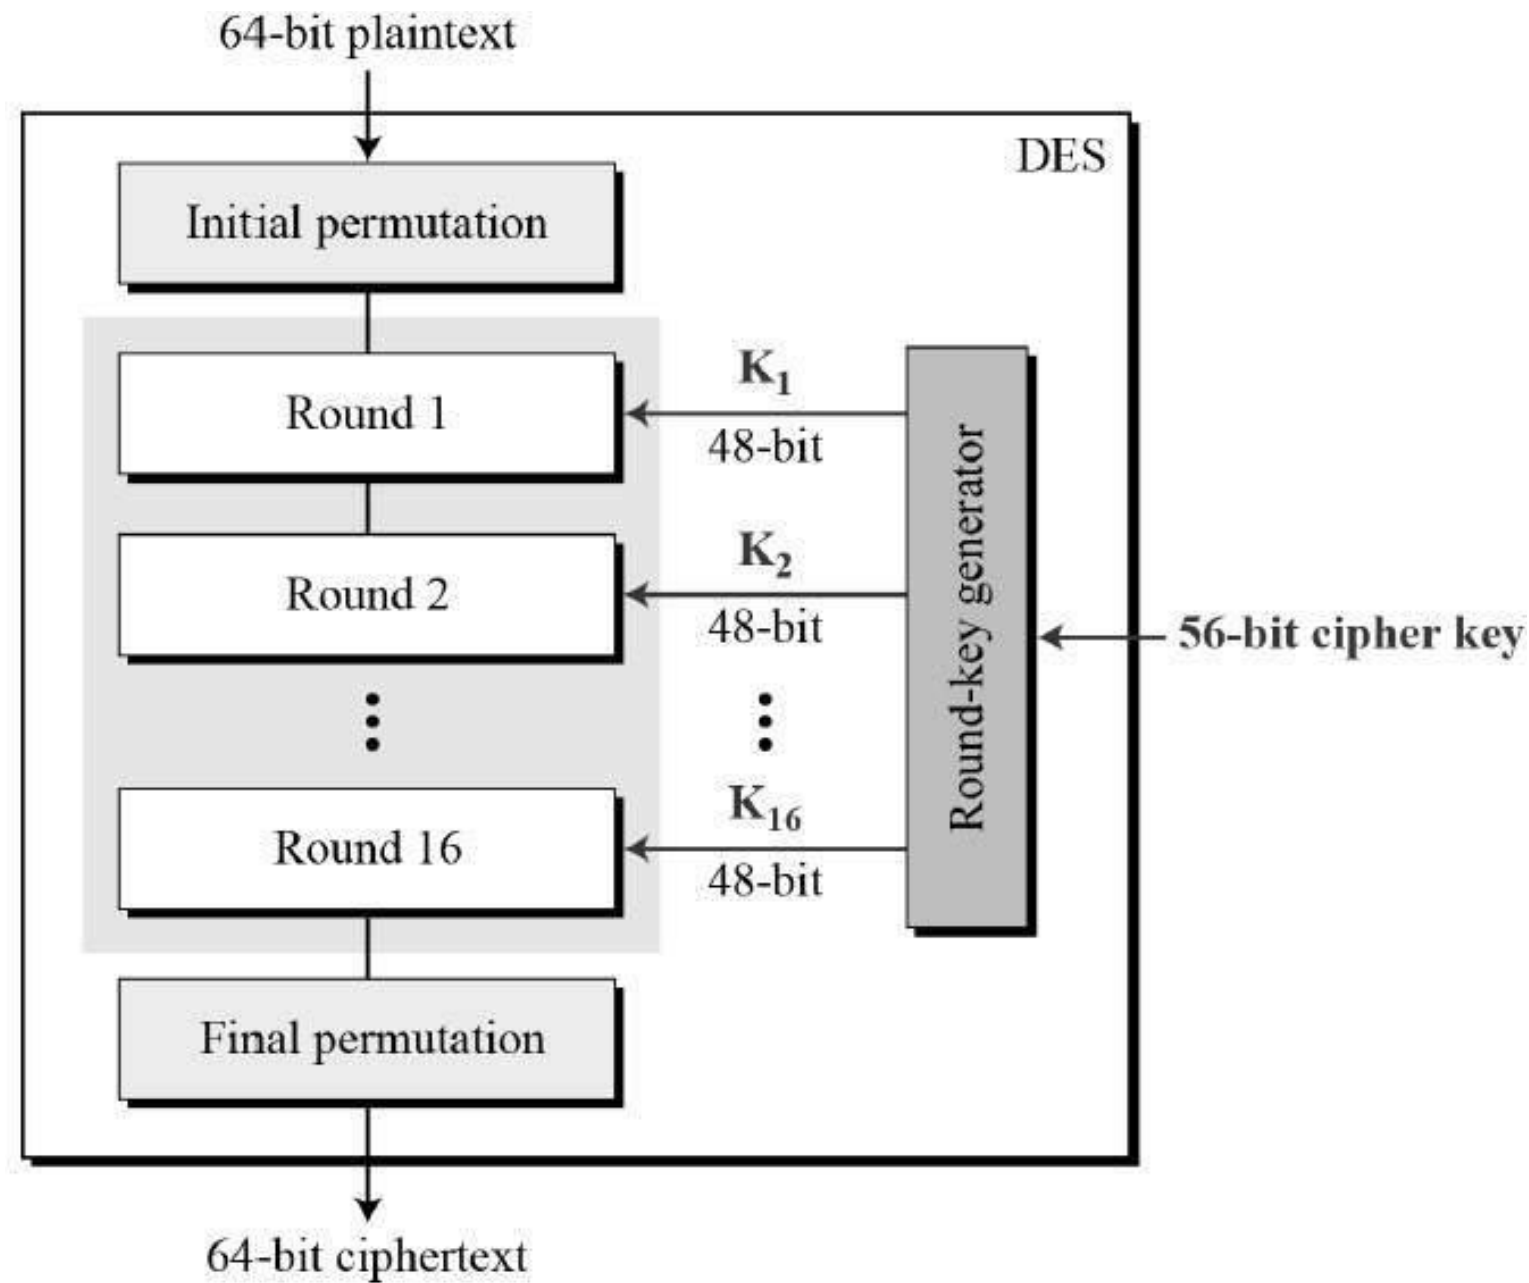 64-bit plaintext
DES
Initial permutation
Round 1
K₁
48-bit
Round 2
K₂
48-bit
Round-key generator
56-bit cipher key
Round 16
K₁₆
48-bit
Final permutation
64-bit ciphertext